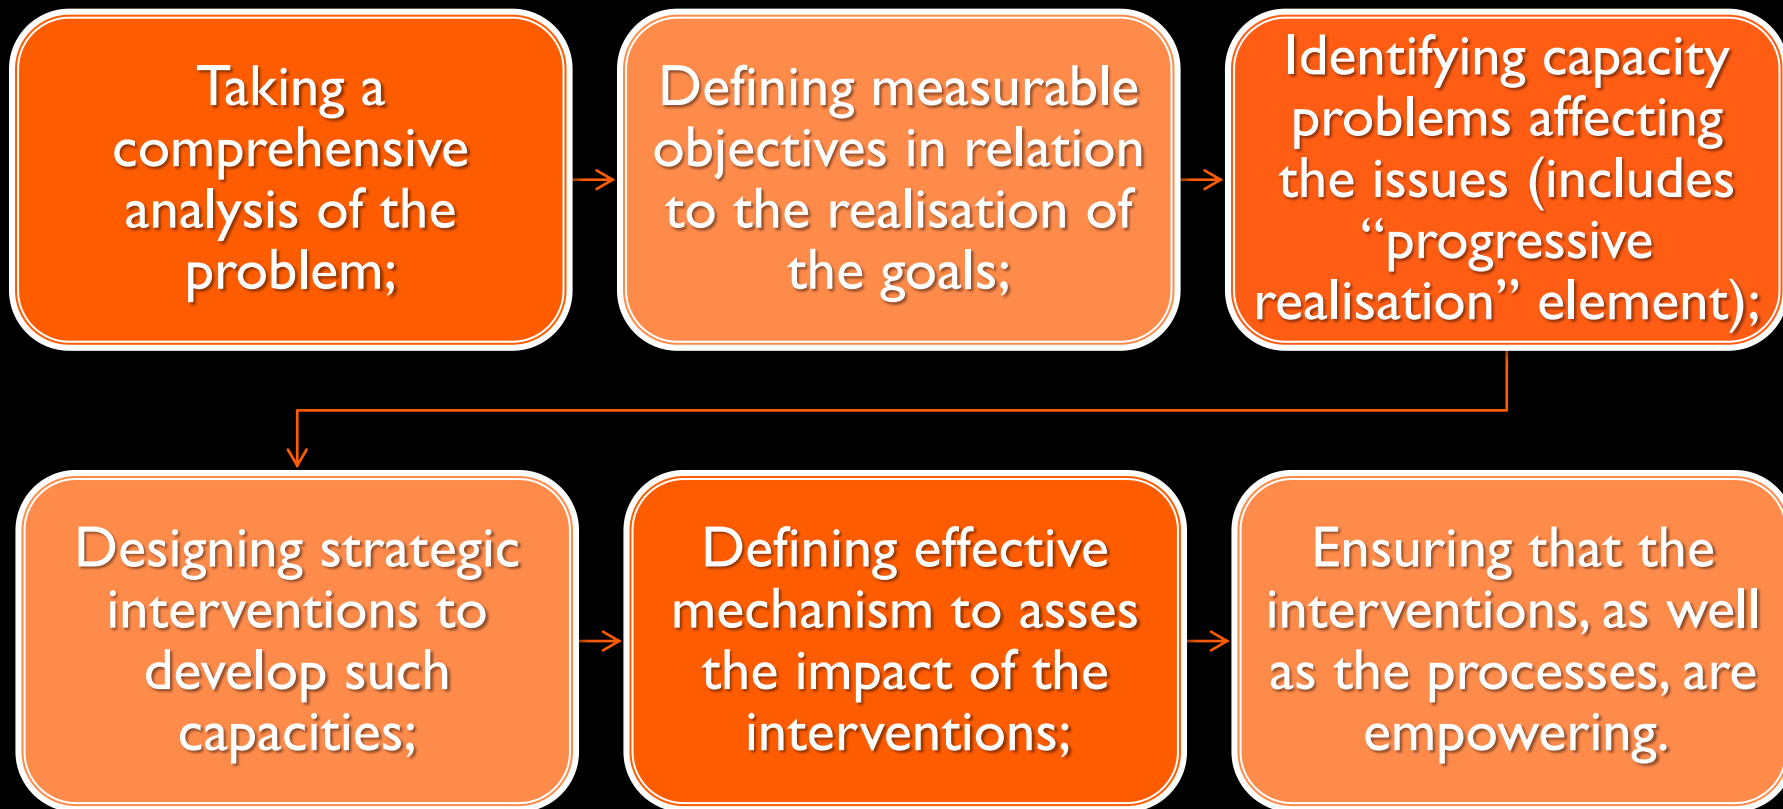 Taking a
comprehensive
analysis of the
problem;
Defining measurable
objectives in relation
to the realisation of
the goals;
Identifying capacity
problems affecting
the issues (includes
“progressive
realisation” element);
Designing strategic
interventions to
develop such
capacities;
Defining effective
mechanism to asses
the impact of the
interventions;
Ensuring that the
interventions, as well
as the processes, are
empowering.